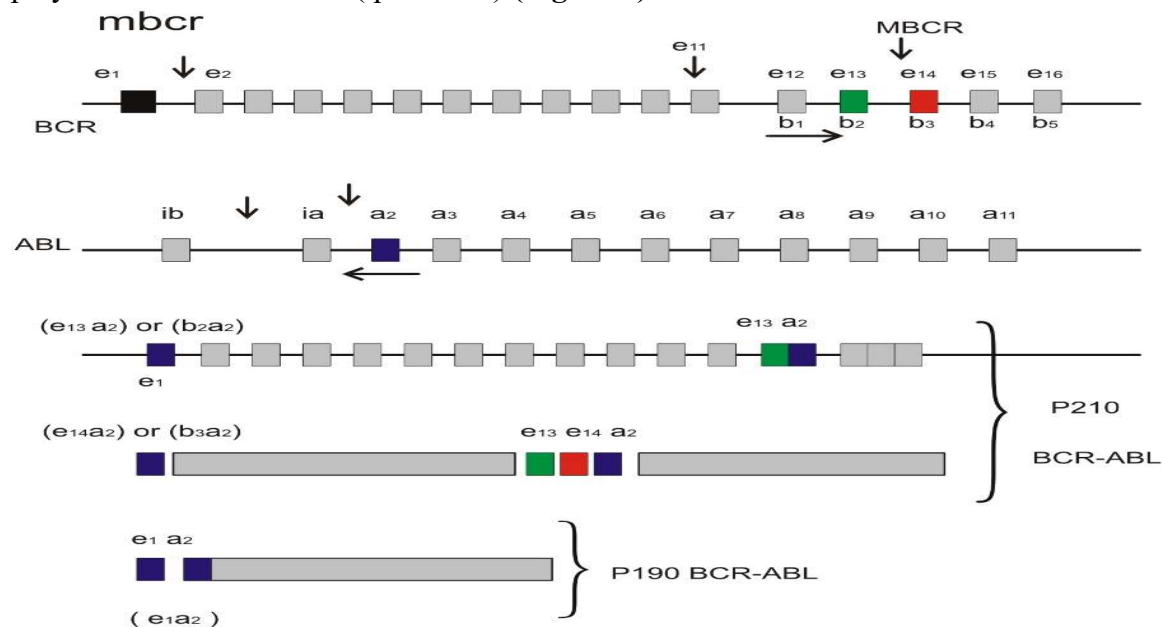 mbcr
MBCR
e11
e1 e2 e12 e13 e14 e15 e16
BCR
b1 b2 b3 b4 b5
ib ia a2 a3 a4 a5 a6 a7 a8 a9 a10 a11
ABL
(e13 a2) or (b2a2) e13 a2
e1
P210
(e14a2) or (b3a2) e13 e14 a2
BCR-ABL
e1 a2
P190 BCR-ABL
( e1a2 )